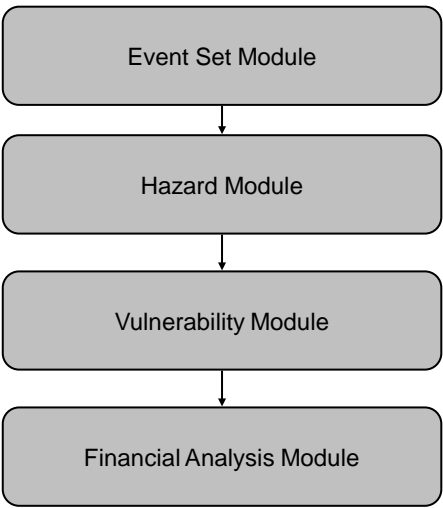 Event Set Module
Hazard Module
Vulnerability Module
Financial Analysis Module